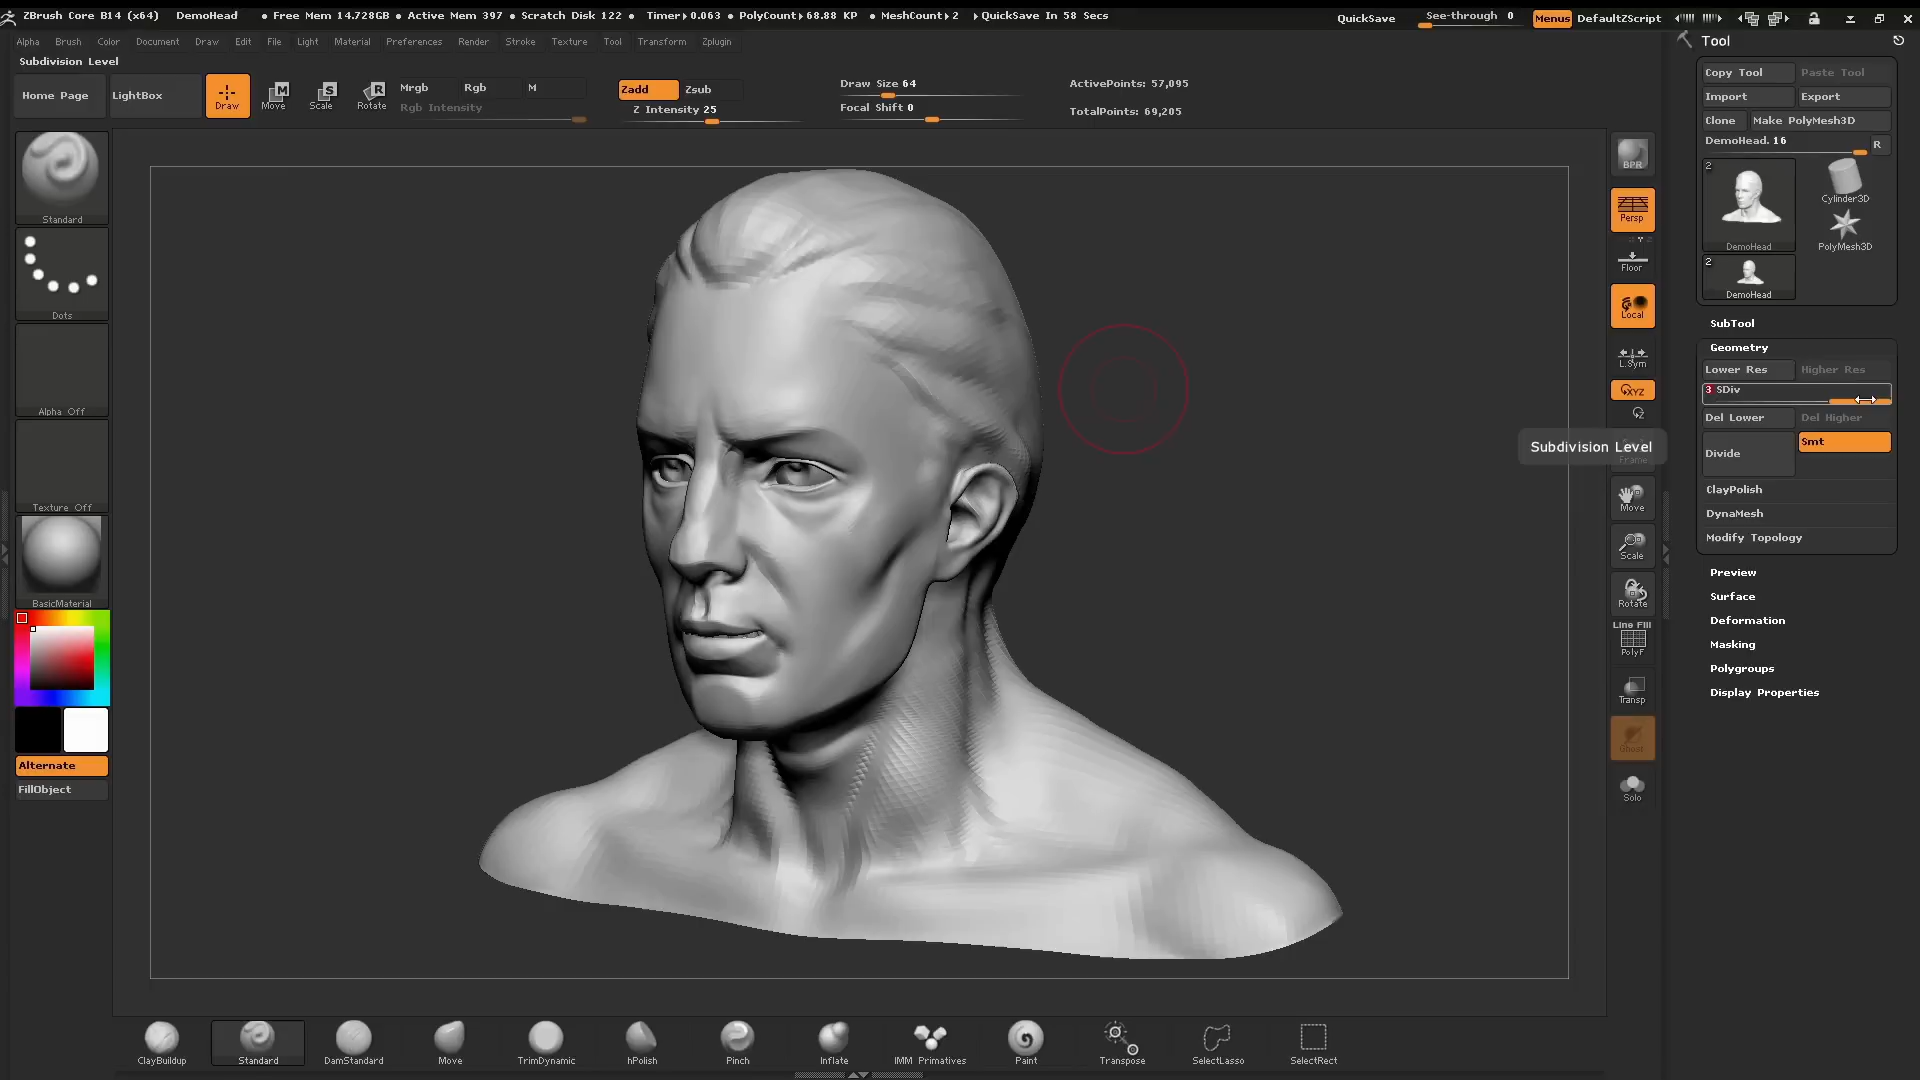 ZBrush Core B14 (x64) DemoHead • Free Mem 14.728GB • Active Mem 397 • Scratch Disk 122 • Timer▸0.063 • PolyCount▸68.88 KP • MeshCount▸2 ▸QuickSave In 58 Secs QuickSave See-through 0 Menus DefaultZScript
Alpha Brush Color Document Draw Edit File Light Material Preferences Render Stroke Texture Tool Transform Zplugin
Subdivision Level
Home Page LightBox Draw Move Scale Rotate
Mrgb Rgb M
Rgb Intensity
Zadd Zsub
Z Intensity 25
Draw Size 64
Focal Shift 0
ActivePoints: 57,095
TotalPoints: 69,205
Standard
Dots
Alpha Off
Texture Off
BasicMaterial
Alternate
FillObject
BPR
Persp
Floor
Local
L.Sym
XYZ
Frame
Move
Scale
Rotate
Line Fill
PolyF
Transp
Ghost
Solo
Subdivision Level
Tool
Copy Tool Paste Tool
Import Export
Clone Make PolyMesh3D
DemoHead. 16 R
2
DemoHead
Cylinder3D
PolyMesh3D
2
DemoHead
SubTool
Geometry
Lower Res Higher Res
3 SDiv
Del Lower Del Higher
Divide Smt
ClayPolish
DynaMesh
Modify Topology
Preview
Surface
Deformation
Masking
Polygroups
Display Properties
ClayBuildup Standard DamStandard Move TrimDynamic hPolish Pinch Inflate IMM Primatives Paint Transpose SelectLasso SelectRect